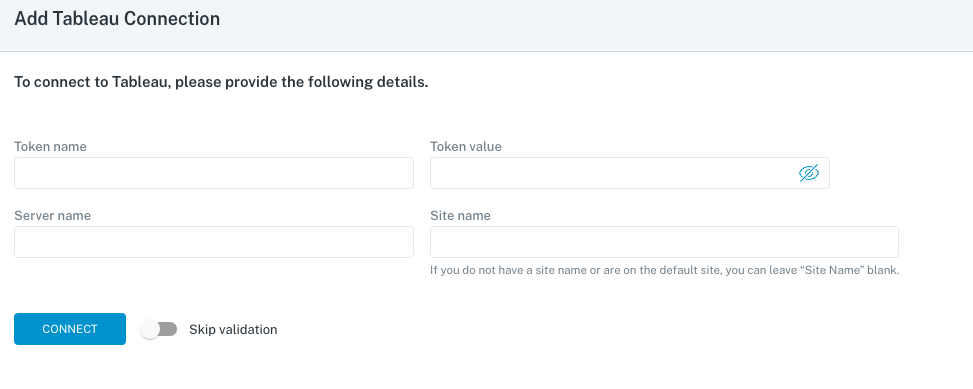 Add Tableau Connection
To connect to Tableau, please provide the following details.
Token name
Token value
Server name
Site name
If you do not have a site name or are on the default site, you can leave “Site Name” blank.
CONNECT
Skip validation